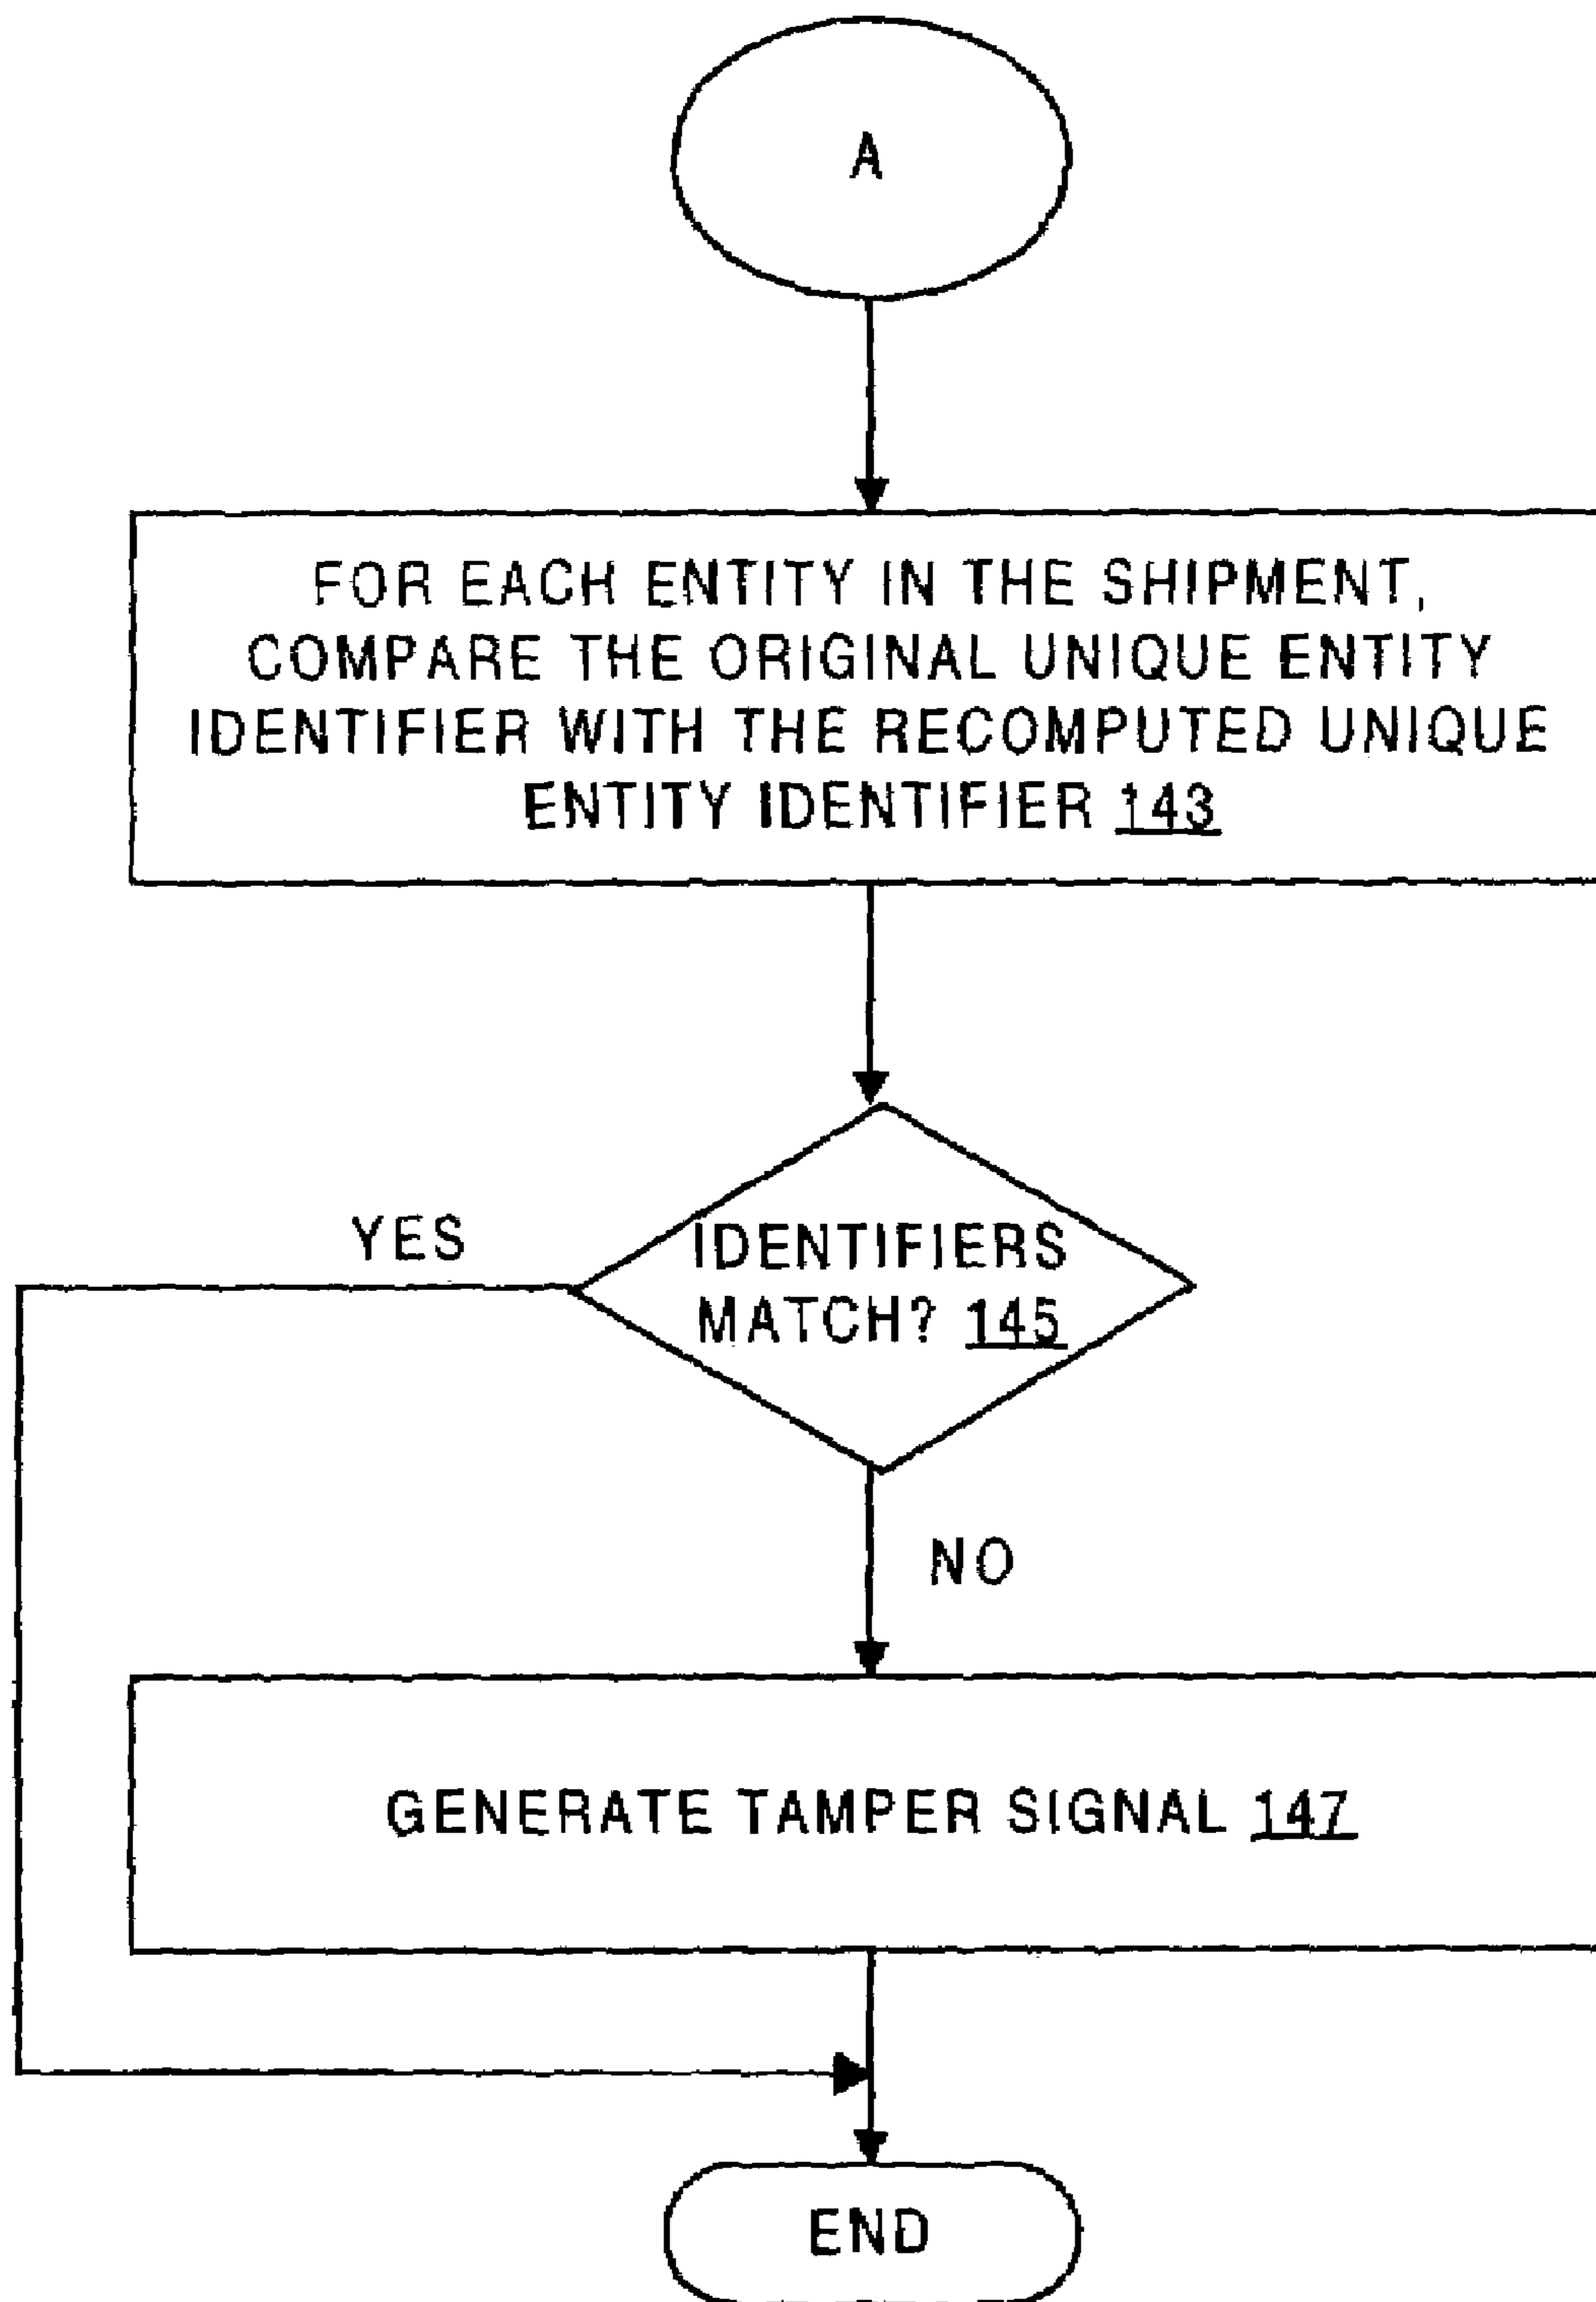 A
FOR EACH ENTITY IN THE SHIPMENT,
COMPARE THE ORIGINAL UNIQUE ENTITY
IDENTIFIER WITH THE RECOMPUTED UNIQUE
ENTITY IDENTIFIER 143
YES
IDENTIFIERS
MATCH? 145
NO
GENERATE TAMPER SIGNAL 147
END